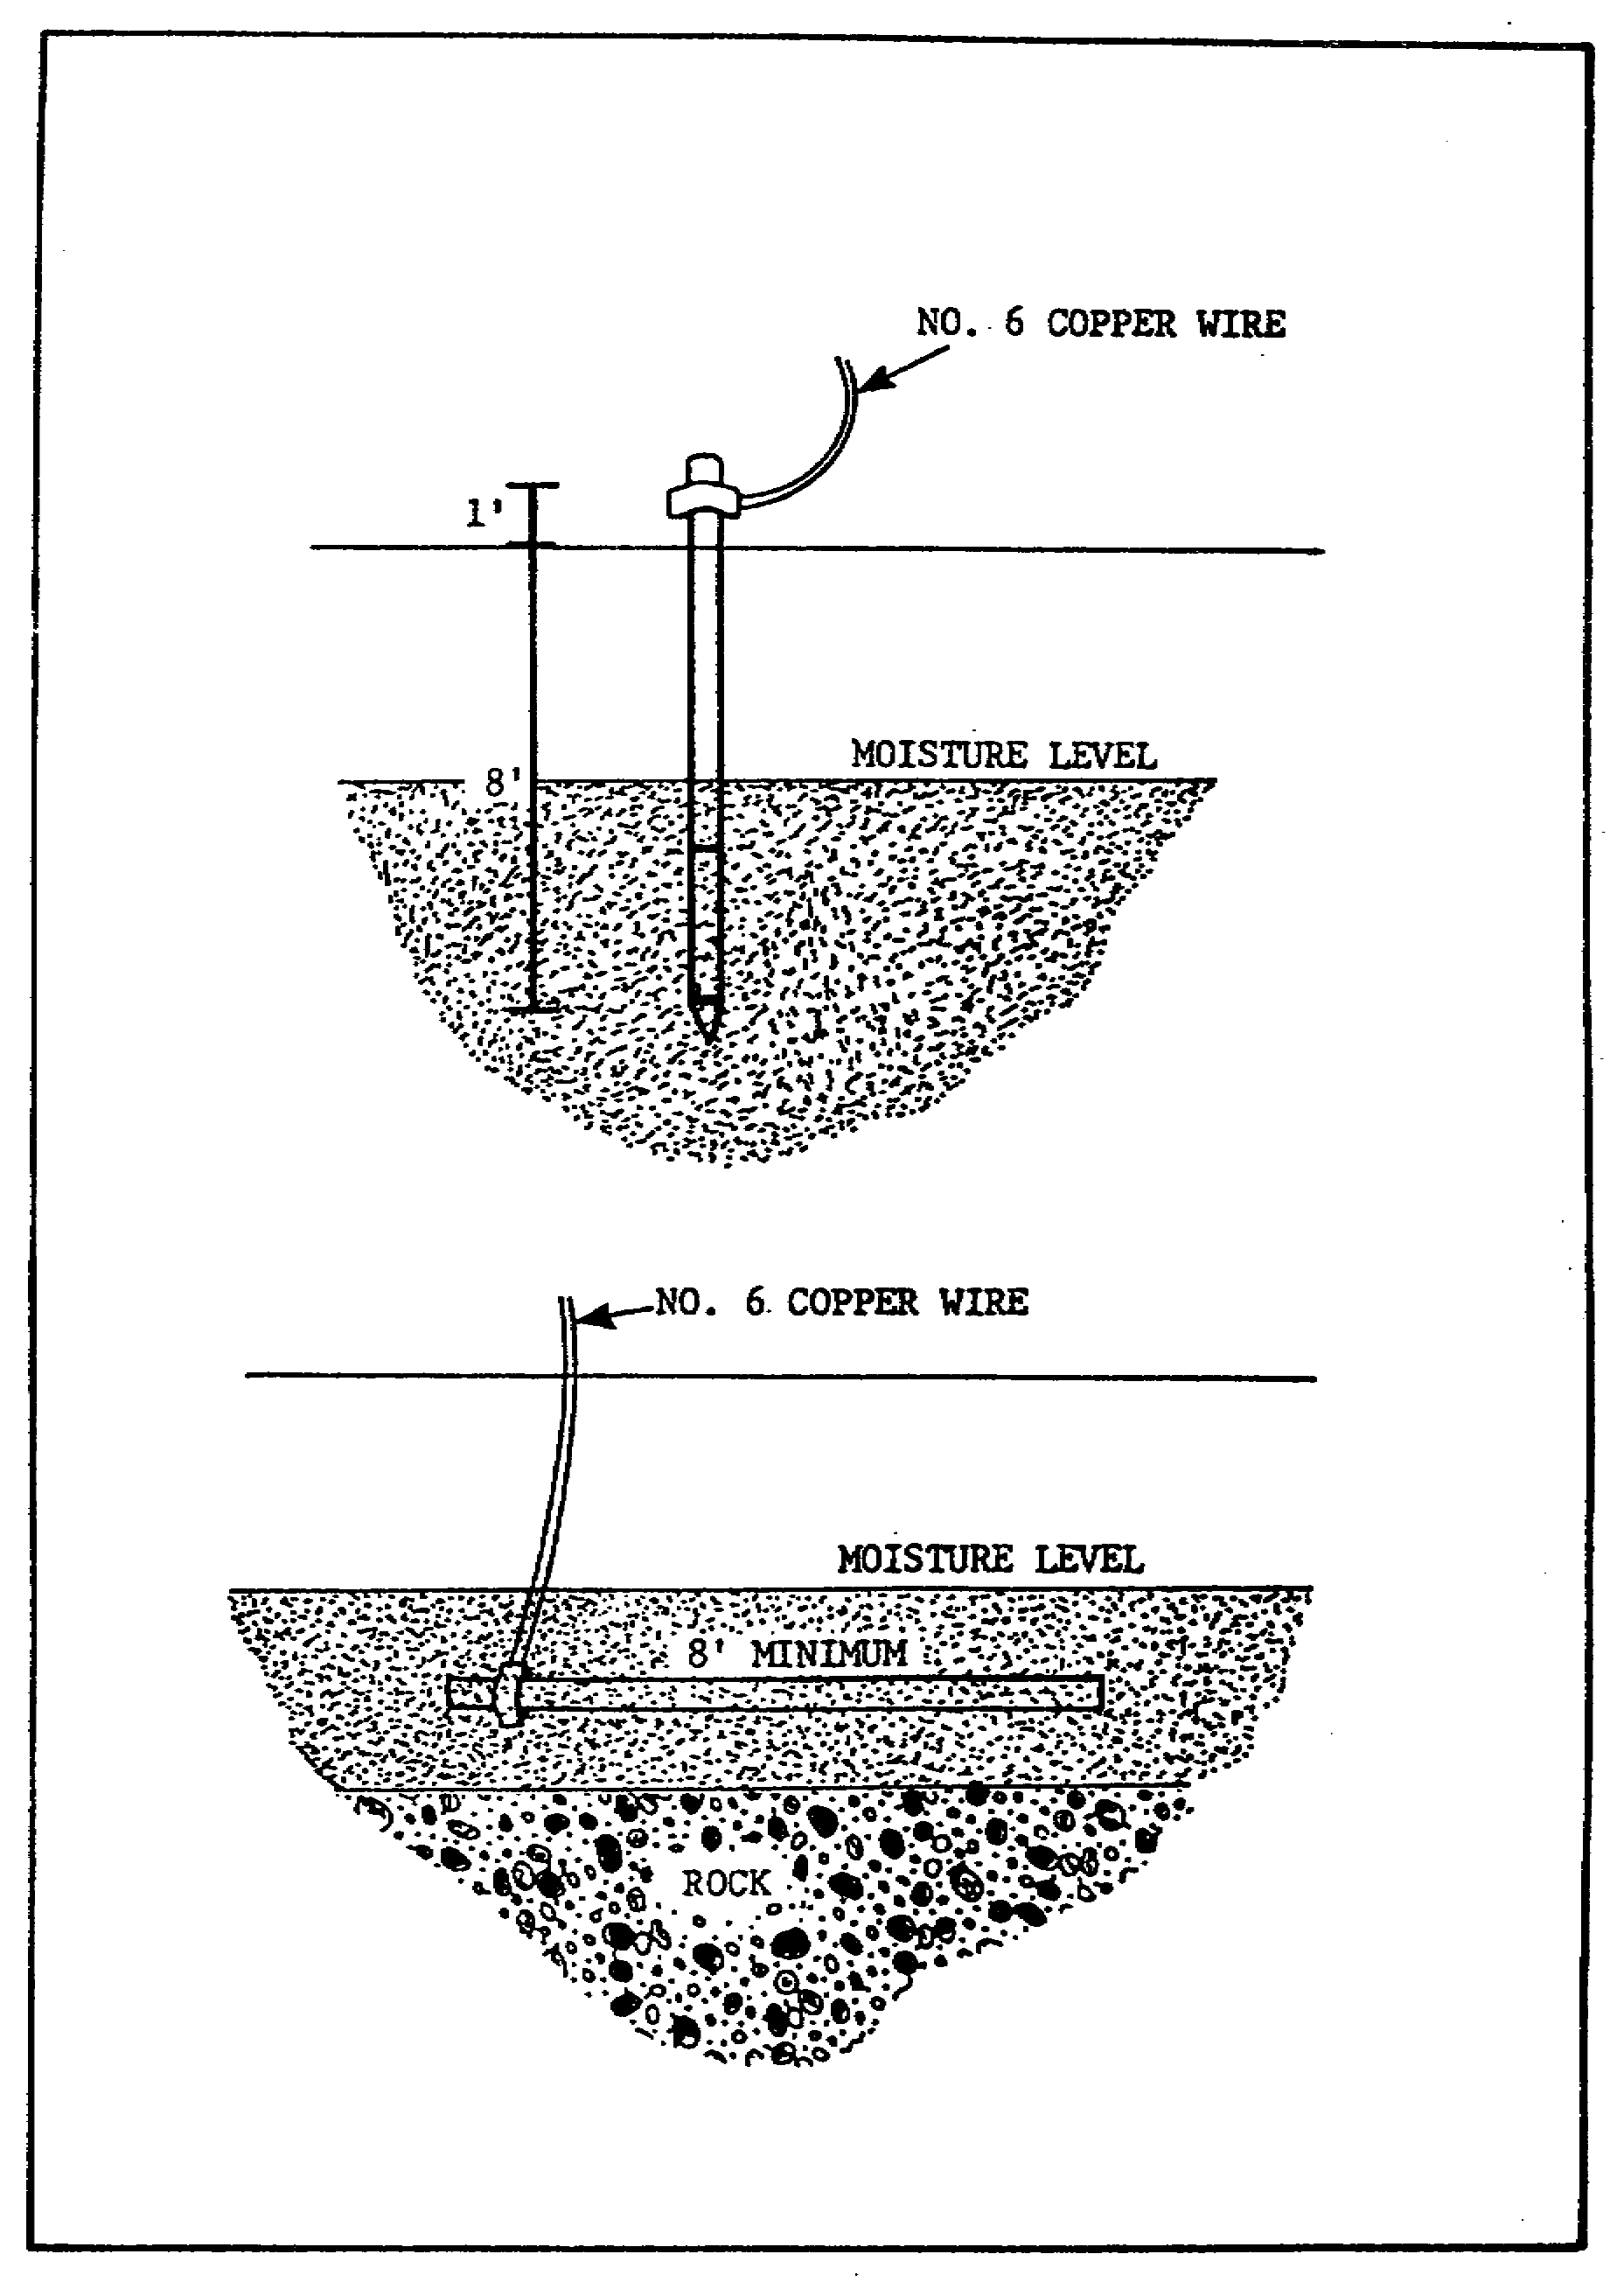 NO. 6 COPPER WIRE
1'
MOISTURE LEVEL
8'
NO. 6 COPPER WIRE
MOISTURE LEVEL
8' MINIMUM
ROCK